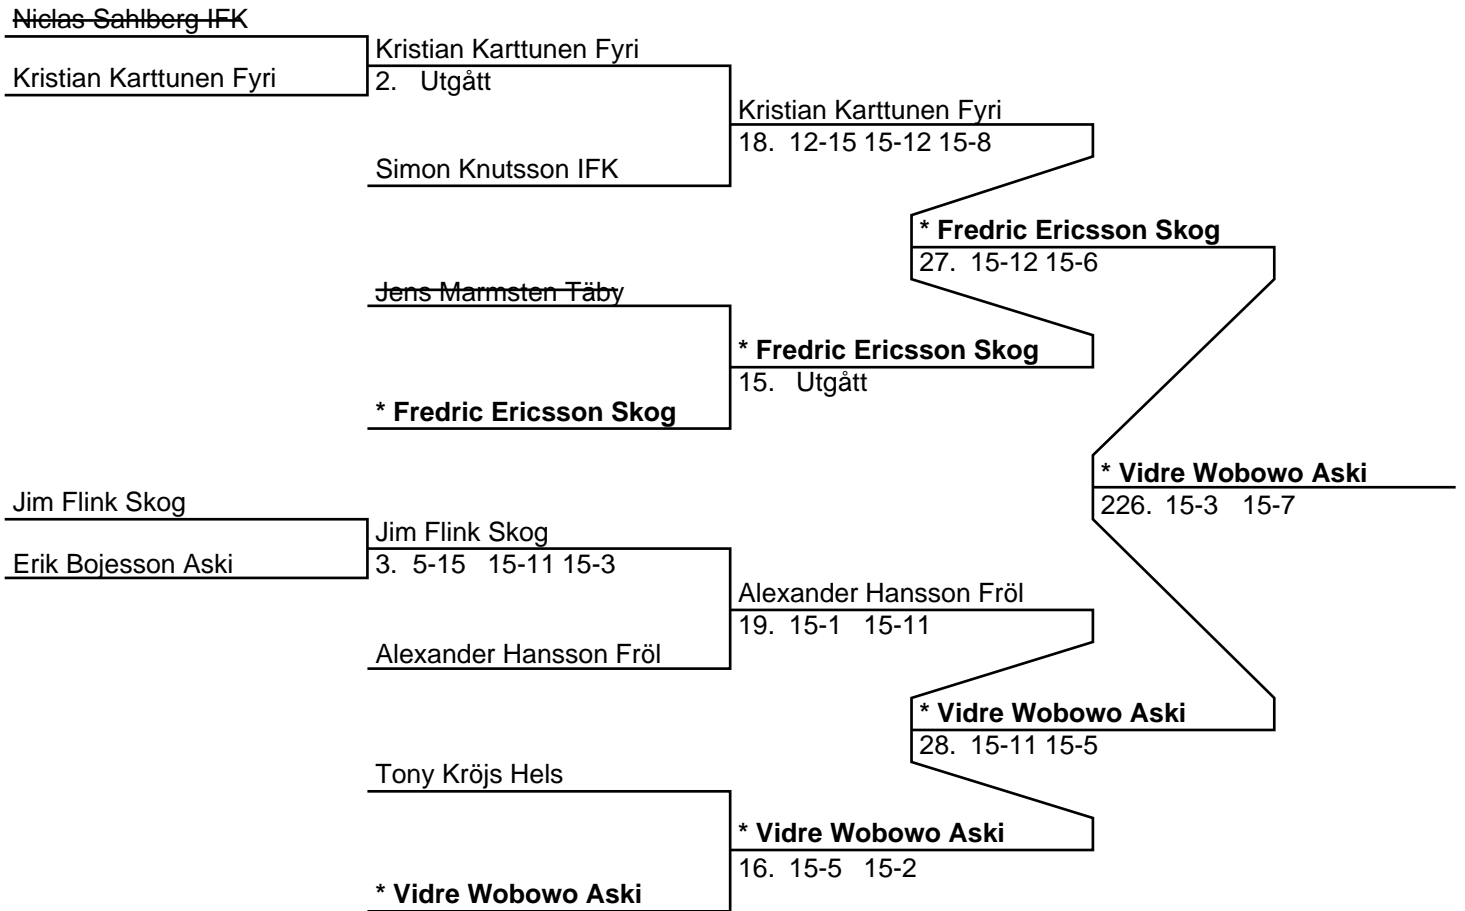 Niclas Sahlberg IFK
Kristian Karttunen Fyri
Kristian Karttunen Fyri
2. Utgått
Kristian Karttunen Fyri
18. 12-15 15-12 15-8
Simon Knutsson IFK
* Fredric Ericsson Skog
27. 15-12 15-6
Jens Marmsten Täby
* Fredric Ericsson Skog
15. Utgått
* Fredric Ericsson Skog
* Vidre Wobowo Aski
226. 15-3 15-7
Jim Flink Skog
Erik Bojesson Aski
Jim Flink Skog
3. 5-15 15-11 15-3
Alexander Hansson Fröl
19. 15-1 15-11
Alexander Hansson Fröl
* Vidre Wobowo Aski
28. 15-11 15-5
Tony Kröjs Hels
* Vidre Wobowo Aski
16. 15-5 15-2
* Vidre Wobowo Aski